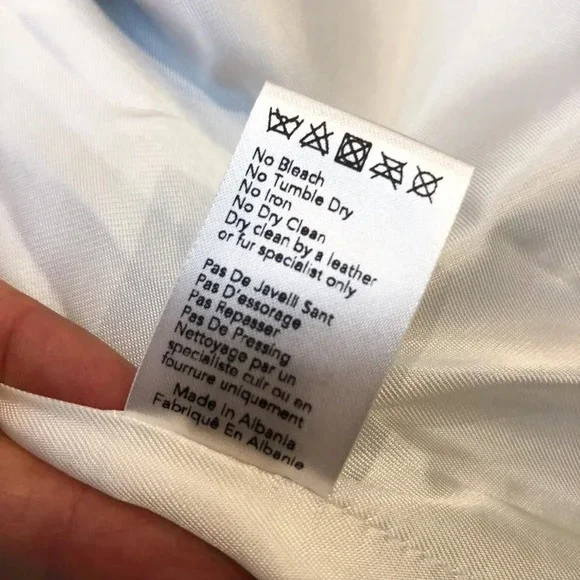 No Bleach
No Tumble Dry
No Iron
No Dry Clean
Dry clean by a leather
or fur specialist only
Pas De Javelli Sant
Pas D'essorage
Pas Repasser
Pas De Pressing
Nettoyage par un
specialiste cuir ou en
fourrure uniquement
Made In Albania
Fabriqué En Albanie